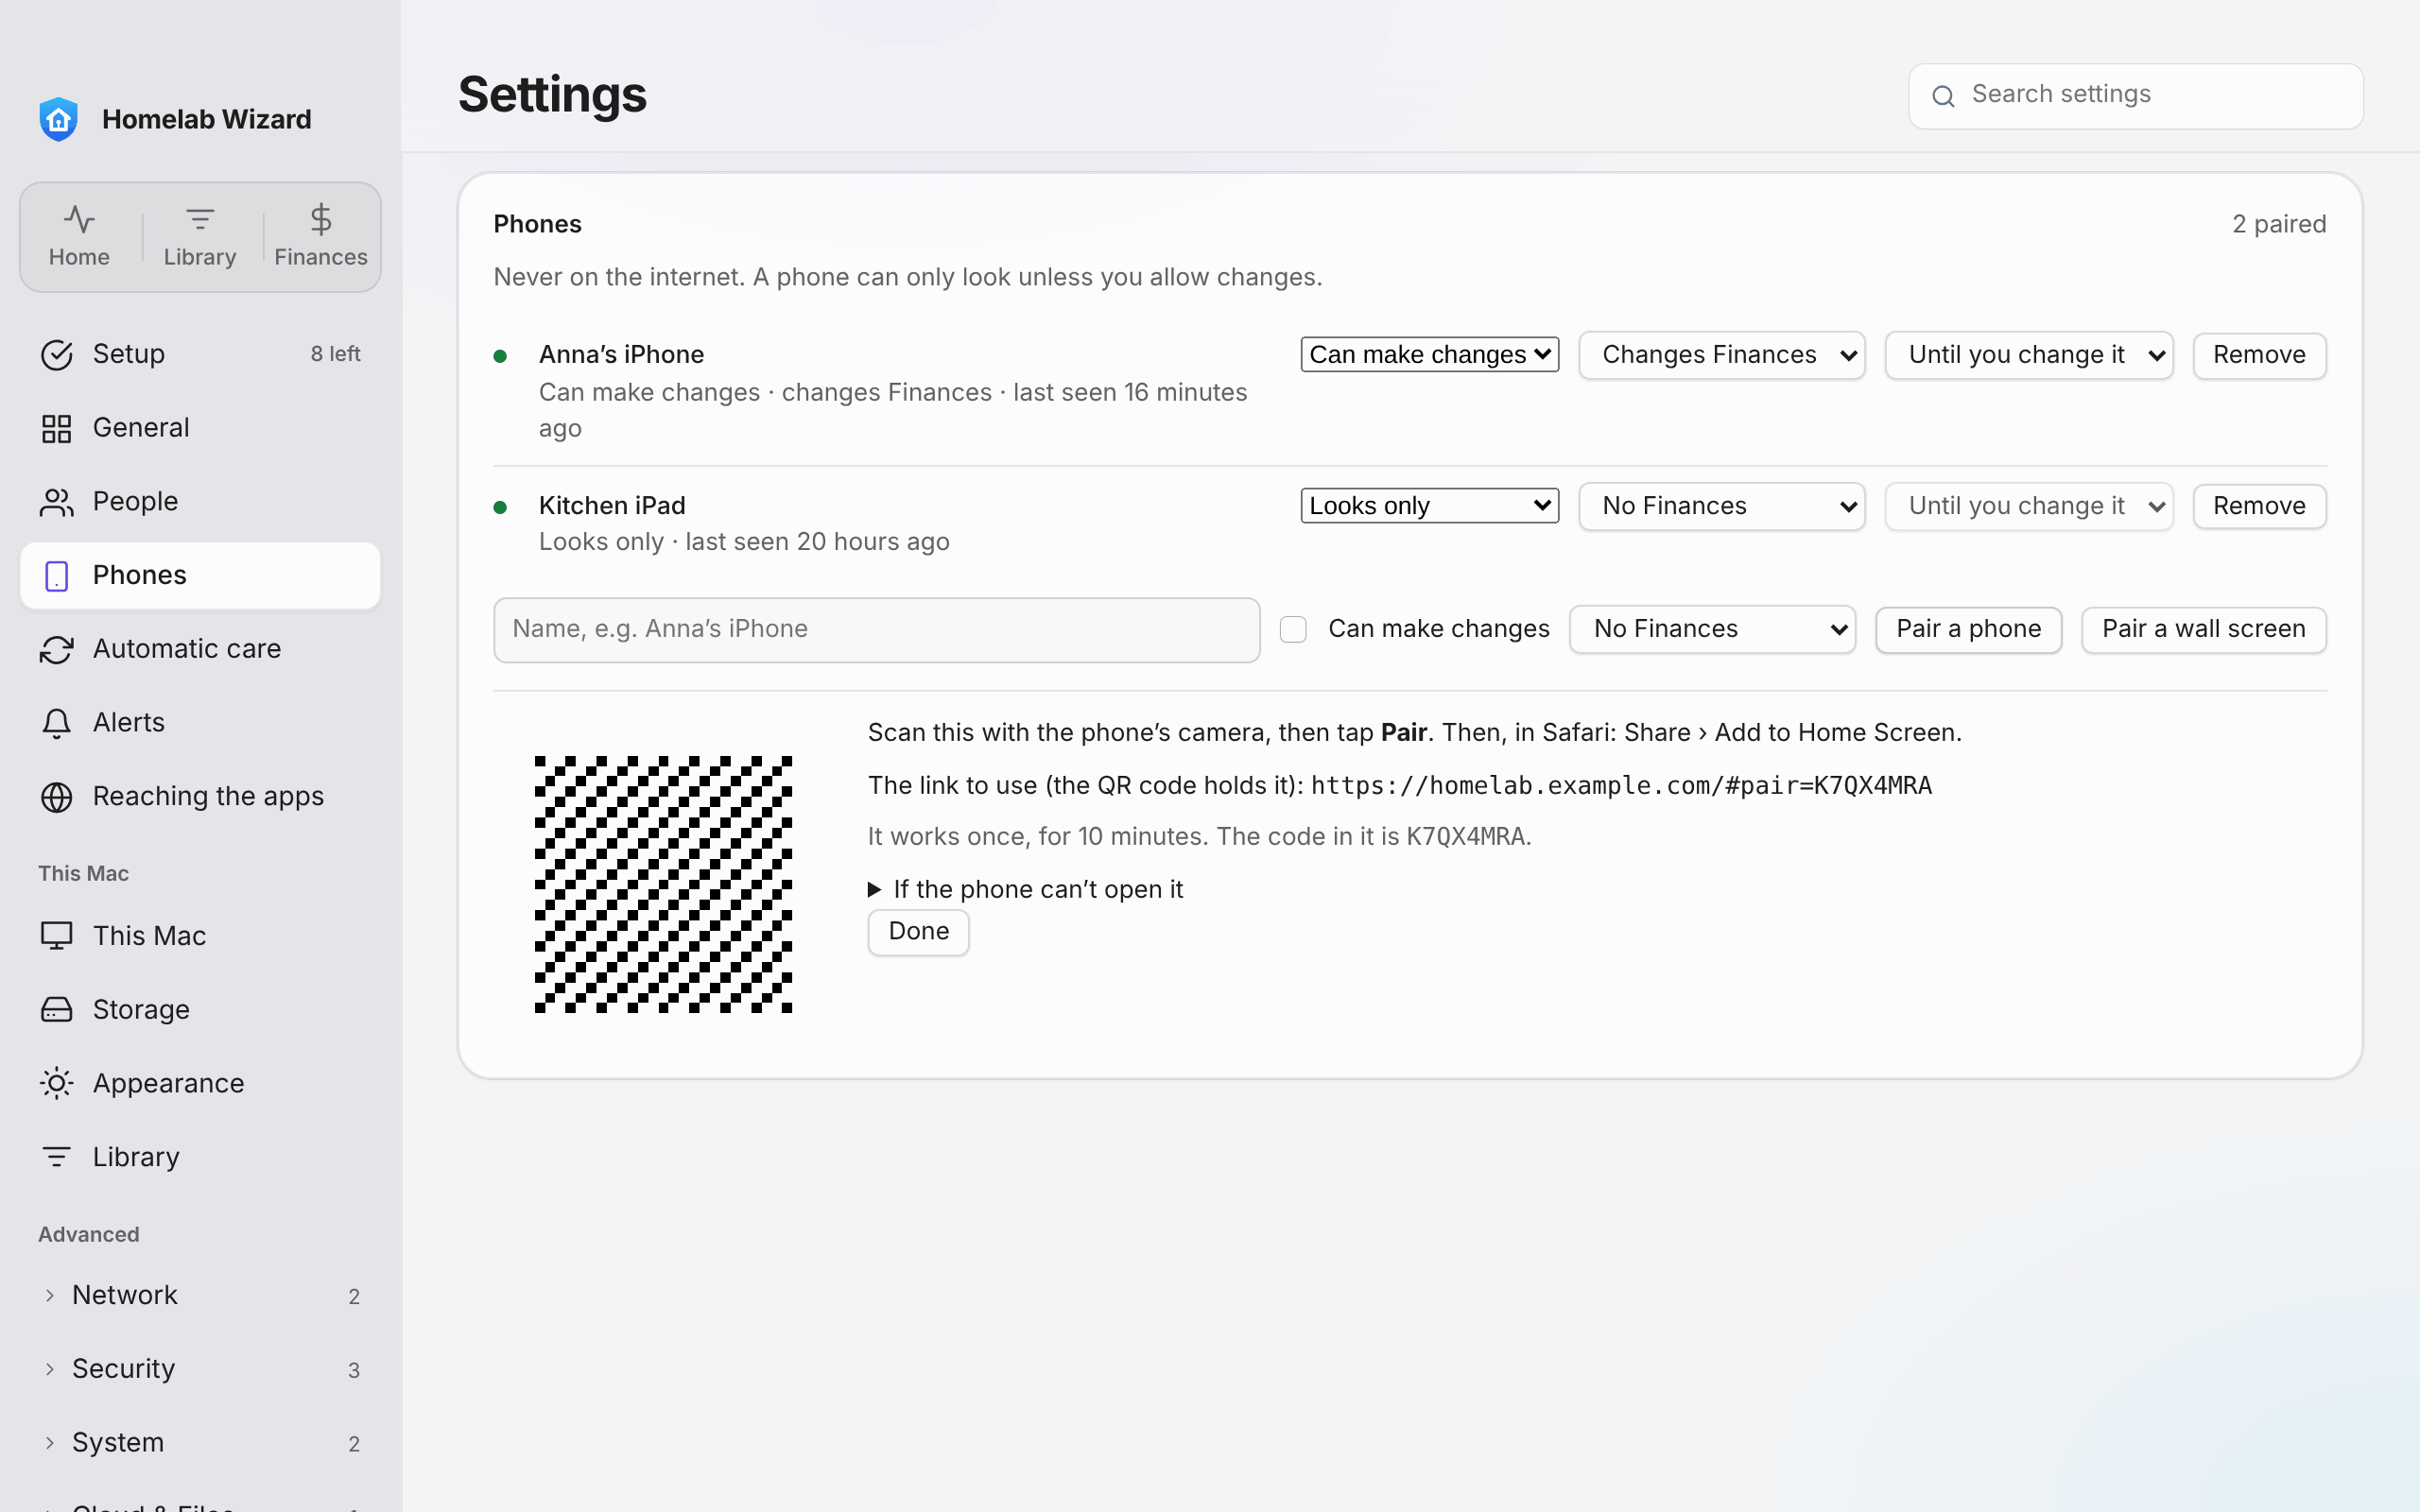 Homelab Wizard
Home
Library
Finances
Setup
8 left
General
People
Phones
Automatic care
Alerts
Reaching the apps
This Mac
This Mac
Storage
Appearance
Library
Advanced
Network
2
Security
3
System
2
Settings
Search settings
Phones
2 paired
Never on the internet. A phone can only look unless you allow changes.
Anna’s iPhone
Can make changes · changes Finances · last seen 16 minutes
ago
Can make changes
Changes Finances
Until you change it
Remove
Kitchen iPad
Looks only · last seen 20 hours ago
Looks only
No Finances
Until you change it
Remove
Name, e.g. Anna’s iPhone
Can make changes
No Finances
Pair a phone
Pair a wall screen
Scan this with the phone’s camera, then tap Pair. Then, in Safari: Share › Add to Home Screen.
The link to use (the QR code holds it): https://homelab.example.com/#pair=K7QX4MRA
It works once, for 10 minutes. The code in it is K7QX4MRA.
If the phone can’t open it
Done